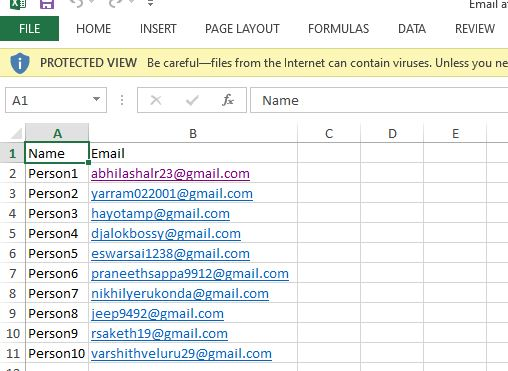 Email a
FILE HOME INSERT PAGE LAYOUT FORMULAS DATA REVIEW
PROTECTED VIEW Be careful—files from the Internet can contain viruses. Unless you ne
A1 fx Name
A B C D E
1 Name Email
2 Person1 abhilashalr23@gmail.com
3 Person2 yarram022001@gmail.com
4 Person3 hayotamp@gmail.com
5 Person4 djalokbossy@gmail.com
6 Person5 eswarsai1238@gmail.com
7 Person6 praneethsappa9912@gmail.com
8 Person7 nikhilyerukonda@gmail.com
9 Person8 jeep9492@gmail.com
10 Person9 rsaketh19@gmail.com
11 Person10 varshithveluru29@gmail.com